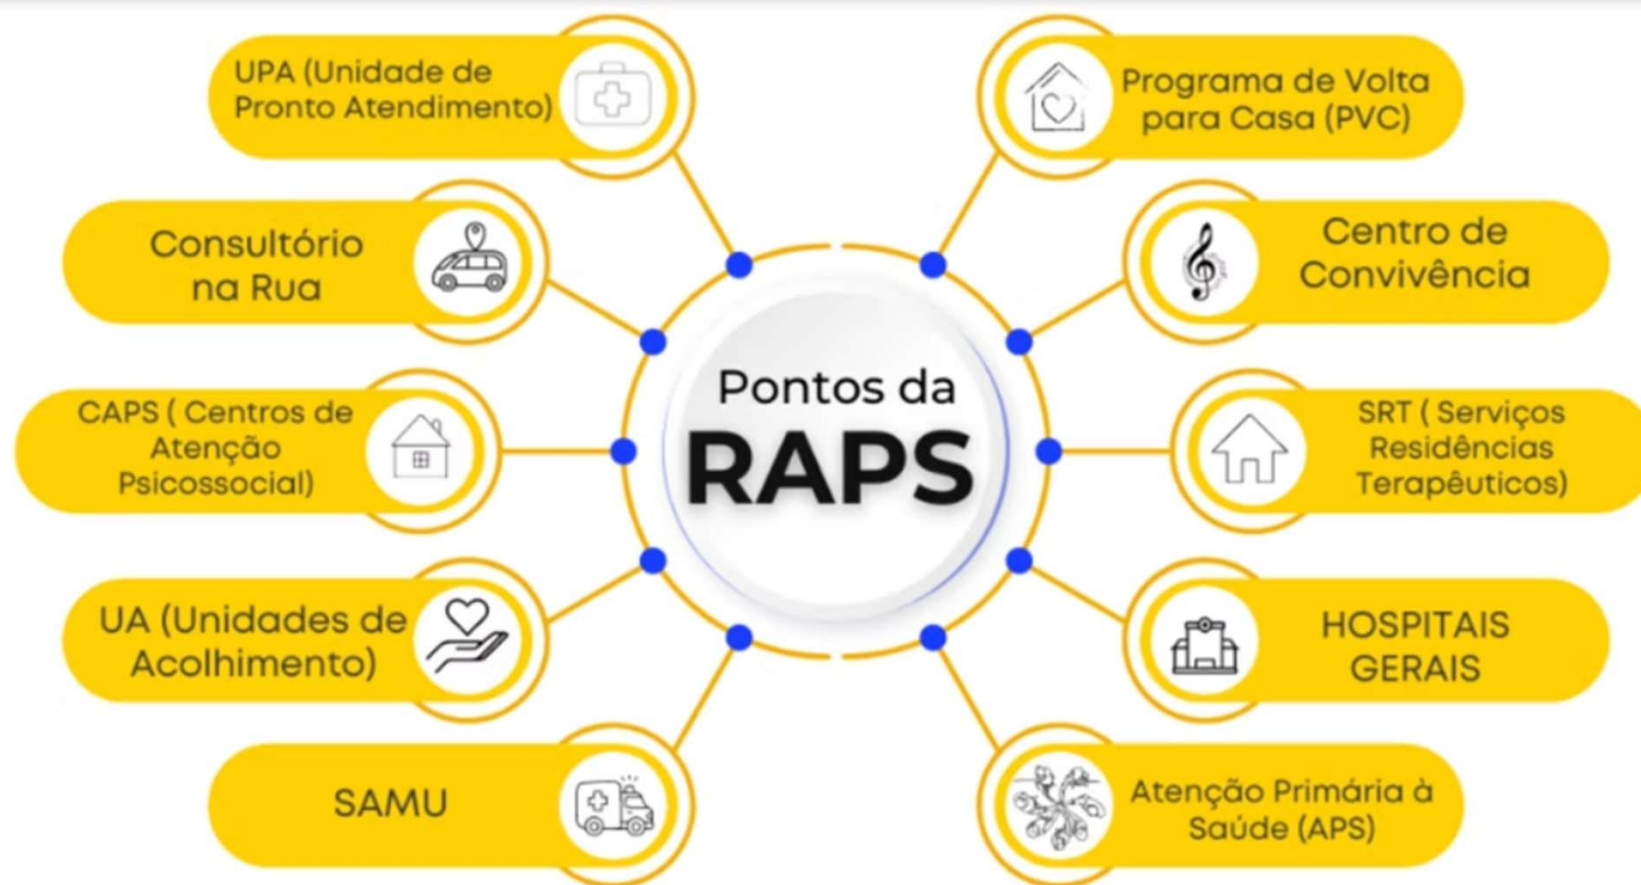 UPA (Unidade de
Pronto Atendimento)
Consultório
na Rua
CAPS ( Centros de
Atenção
Psicossocial)
UA (Unidades de
Acolhimento)
SAMU
Pontos da
RAPS
Programa de Volta
para Casa (PVC)
Centro de
Convivência
SRT ( Serviços
Residências
Terapêuticos)
HOSPITAIS
GERAIS
Atenção Primária à
Saúde (APS)